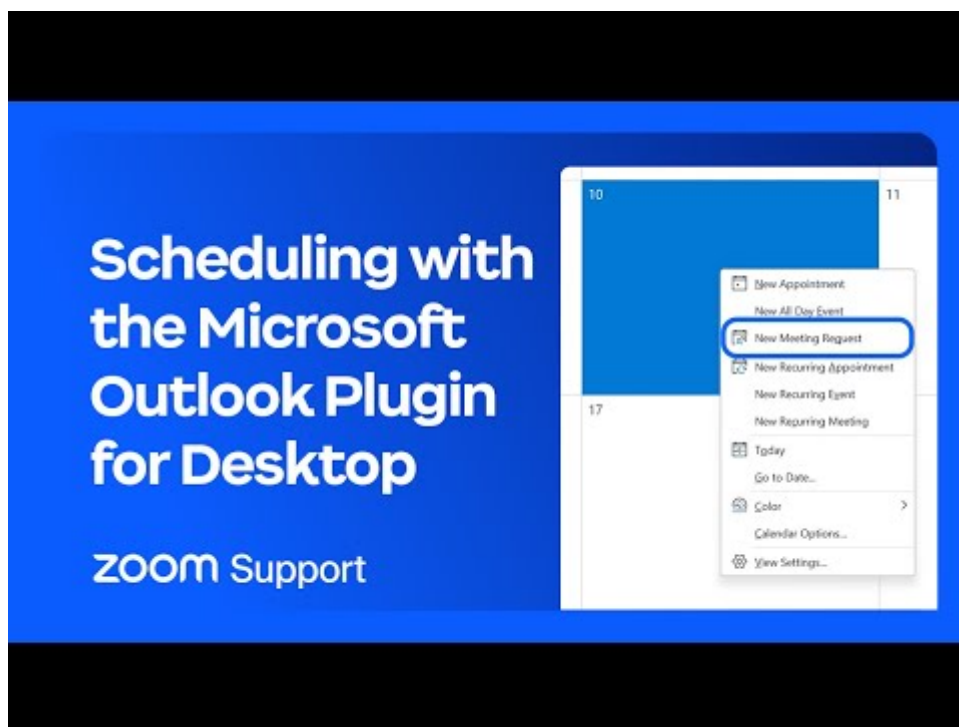 Scheduling with
the Microsoft
Outlook Plugin
for Desktop
zoom Support
10
11
New Appointment
New All Day Event
New Meeting Request
New Recurring Appointment
New Recurring Event
New Recurring Meeting
17
Today
Go to Date...
Color
Calendar Options...
View Settings...